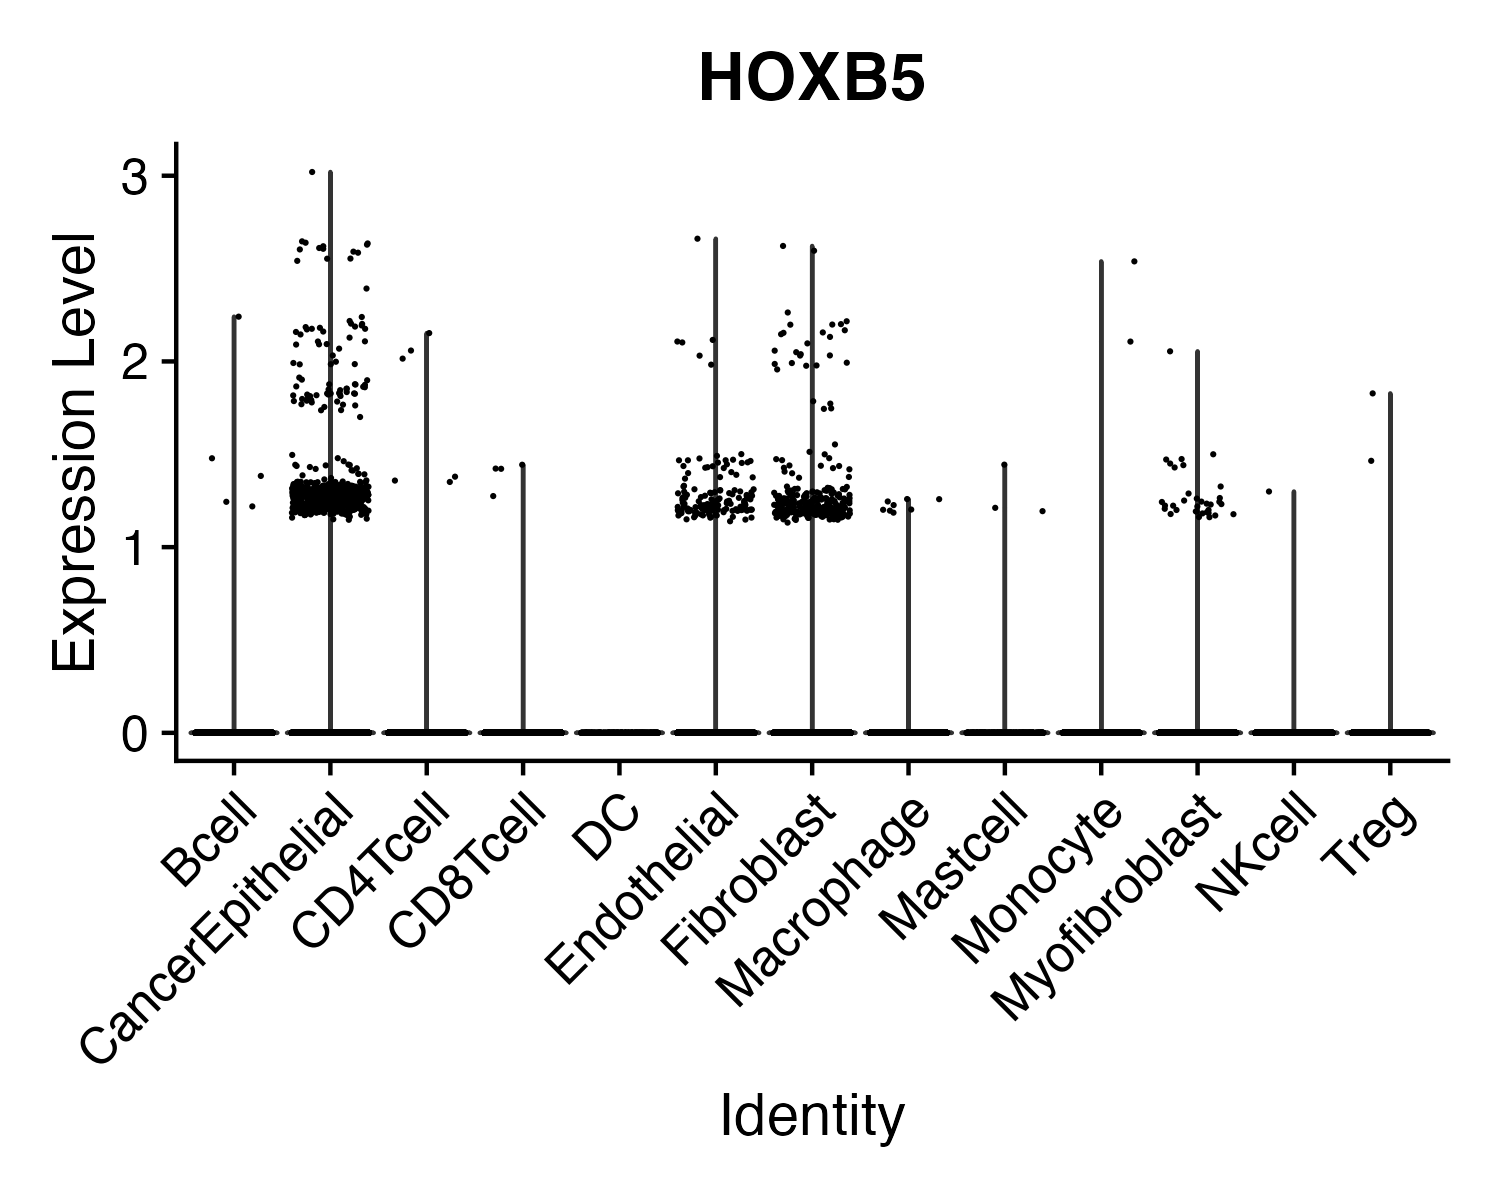 HOXB5
Expression Level
3
2
1
0
Bcell
CancerEpithelial
CD4Tcell
CD8Tcell
DC
Endothelial
Fibroblast
Macrophage
Mastcell
Monocyte
Myofibroblast
NKcell
Treg
Identity